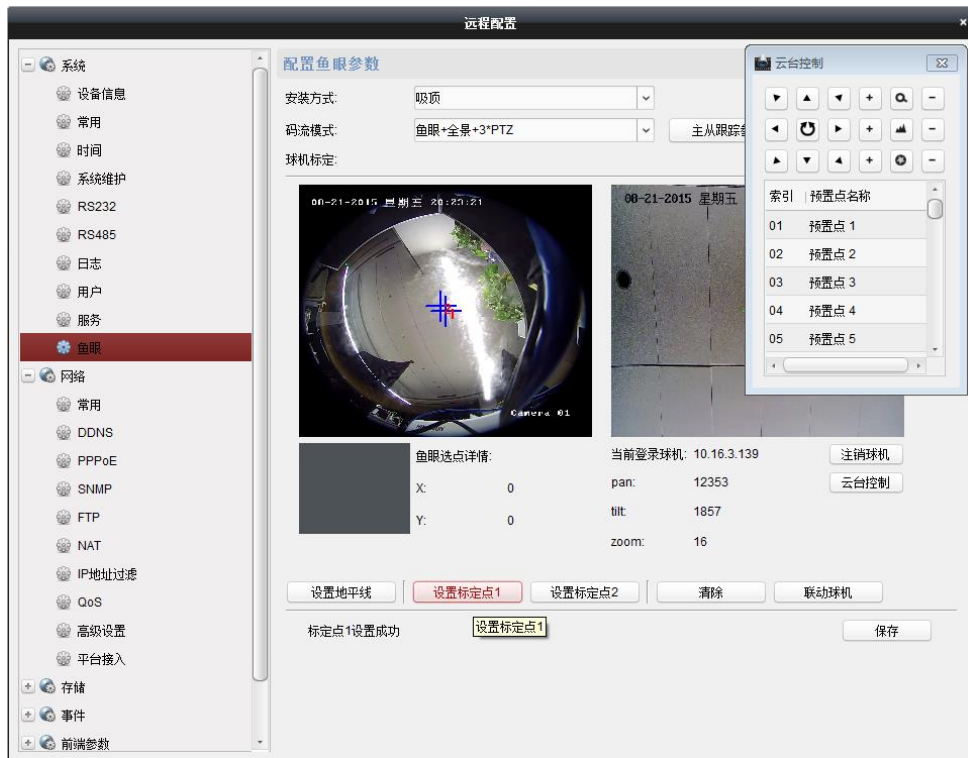 远程配置
系统
设备信息
常用
时间
系统维护
RS232
RS485
日志
用户
服务
鱼眼
网络
常用
DDNS
PPPoE
SNMP
FTP
NAT
IP地址过滤
QoS
高级设置
平台接入
存储
事件
前端参数
配置鱼眼参数
安装方式: 吸顶
码流模式: 鱼眼+全景+3*PTZ 主从跟踪
球机标定:
08-21-2015 星期五 20:23:21
Camera 01
08-21-2015 星期五
云台控制
索引 预置点名称
01 预置点 1
02 预置点 2
03 预置点 3
04 预置点 4
05 预置点 5
鱼眼选点详情:
X: 0
Y: 0
当前登录球机: 10.16.3.139 注销球机
pan: 12353 云台控制
tilt: 1857
zoom: 16
设置地平线 设置标定点1 设置标定点2 清除 联动球机
标定点1设置成功 设置标定点1 保存